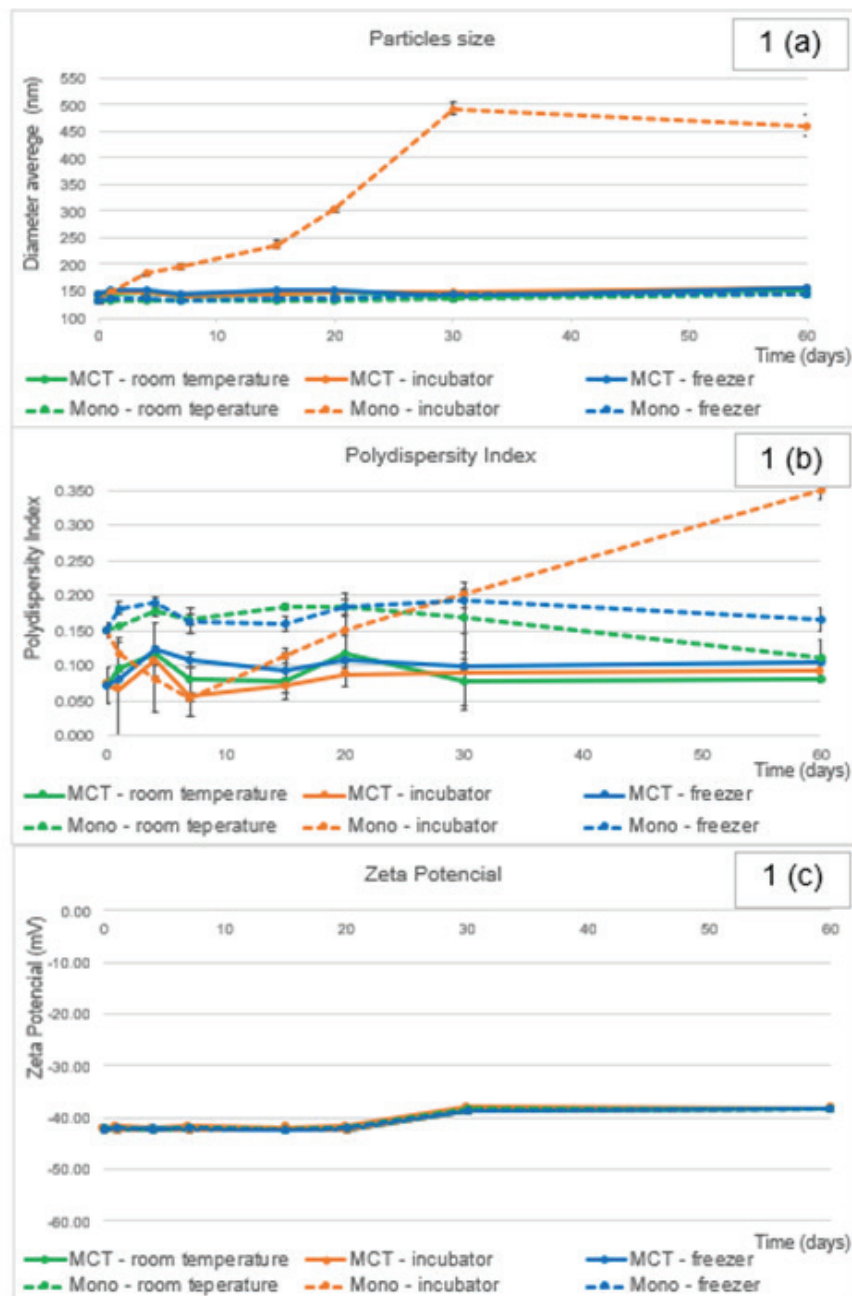 Particles size
1 (a)
Diameter averege (nm)
550
500
450
400
350
300
250
200
150
100
0 10 20 30 40 50 60
Time (days)
MCT - room temperature MCT - incubator MCT - freezer
Mono - room teperature Mono - incubator Mono - freezer
Polydispersity Index
1 (b)
Polydispersity Index
0.350
0.300
0.250
0.200
0.150
0.100
0.050
0.000
0 10 20 30 40 50 60
Time (days)
MCT - room temperature MCT - incubator MCT - freezer
Mono - room teperature Mono - incubator Mono - freezer
Zeta Potencial
1 (c)
Zeta Potencial (mV)
0.00
0 10 20 30 40 50 60
-10.00
-20.00
-30.00
-40.00
-50.00
-60.00
Time (days)
MCT - room temperature MCT - incubator MCT - freezer
Mono - room teperature Mono - incubator Mono - freezer